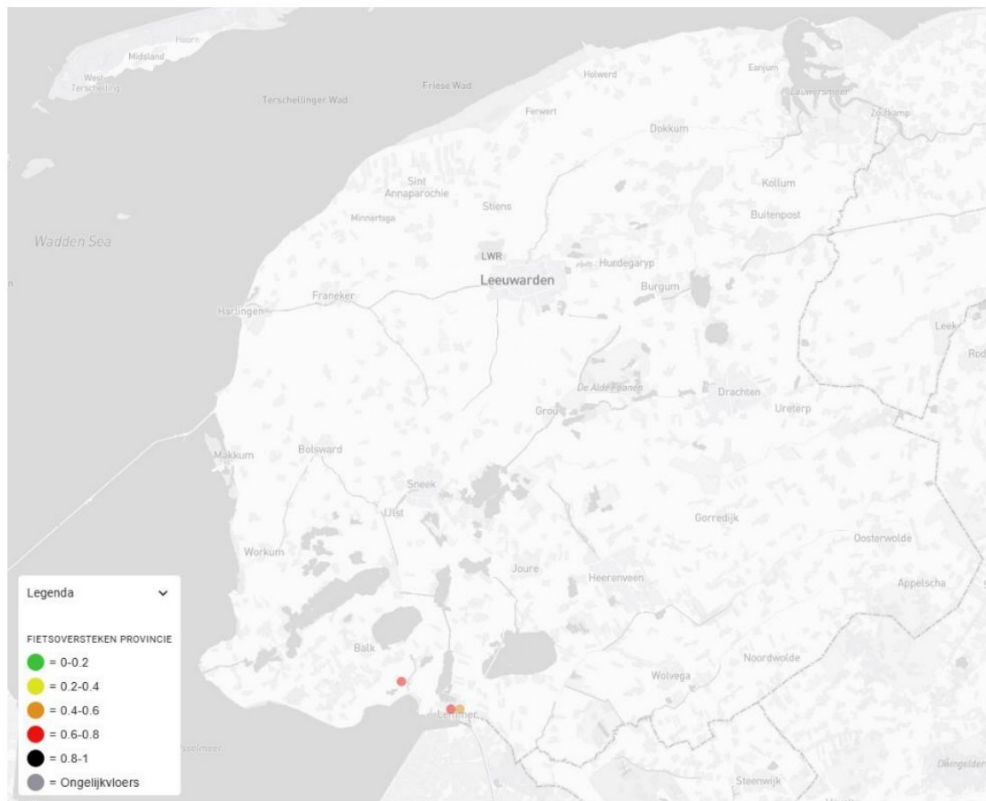 Hoorn
Midsland
West
Terschelling
Terschellinger Wad
Friese Wad
Holwerd
Eanjum
Lauwersmeer
Ferwert
Zoutkamp
Dokkum
Sint
Annaparochie
Kollum
Minnertsga
Stiens
Buitenpost
Wadden Sea
LWR
Hurdegaryp
Leeuwarden
Burgum
Franeker
Harlingen
Leek
De Alde Feanen
Drachten
Grou
Ureterp
Makkum
Bolsward
Sneek
IJlst
Gorredijk
Oosterwolde
Workum
Joure
Heerenveen
Appelscha
Balk
Noordwolde
Wolvega
Lemmer
Steenwijk
Legenda
FIETSOVERSTEKEN PROVINCIE
= 0-0.2
= 0.2-0.4
= 0.4-0.6
= 0.6-0.8
= 0.8-1
= Ongelijkvloers